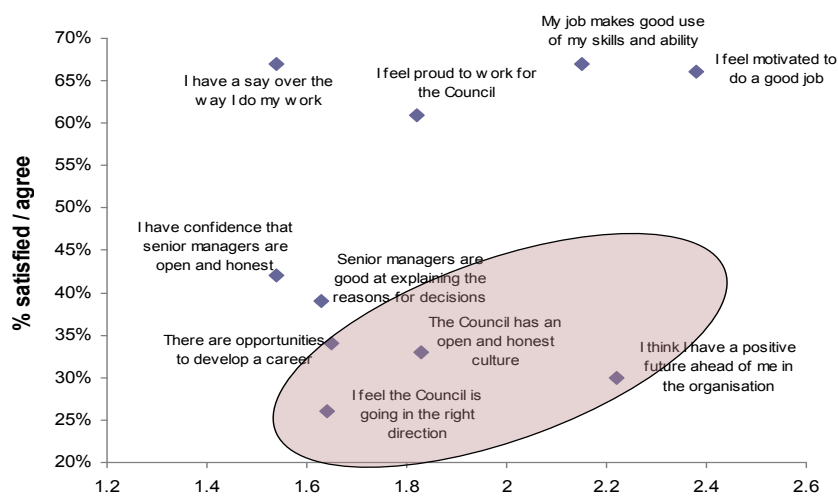 My job makes good use
of my skills and ability
I feel motivated to
do a good job
I have a say over the
way I do my work
I feel proud to work for
the Council
I have confidence that
senior managers are
open and honest
Senior managers are
good at explaining the
reasons for decisions
There are opportunities
to develop a career
The Council has an
open and honest
culture
I think I have a positive
future ahead of me in
the organisation
I feel the Council is
going in the right
direction
% satisfied / agree
70%
65%
60%
55%
50%
45%
40%
35%
30%
25%
20%
1.2 1.4 1.6 1.8 2 2.2 2.4 2.6